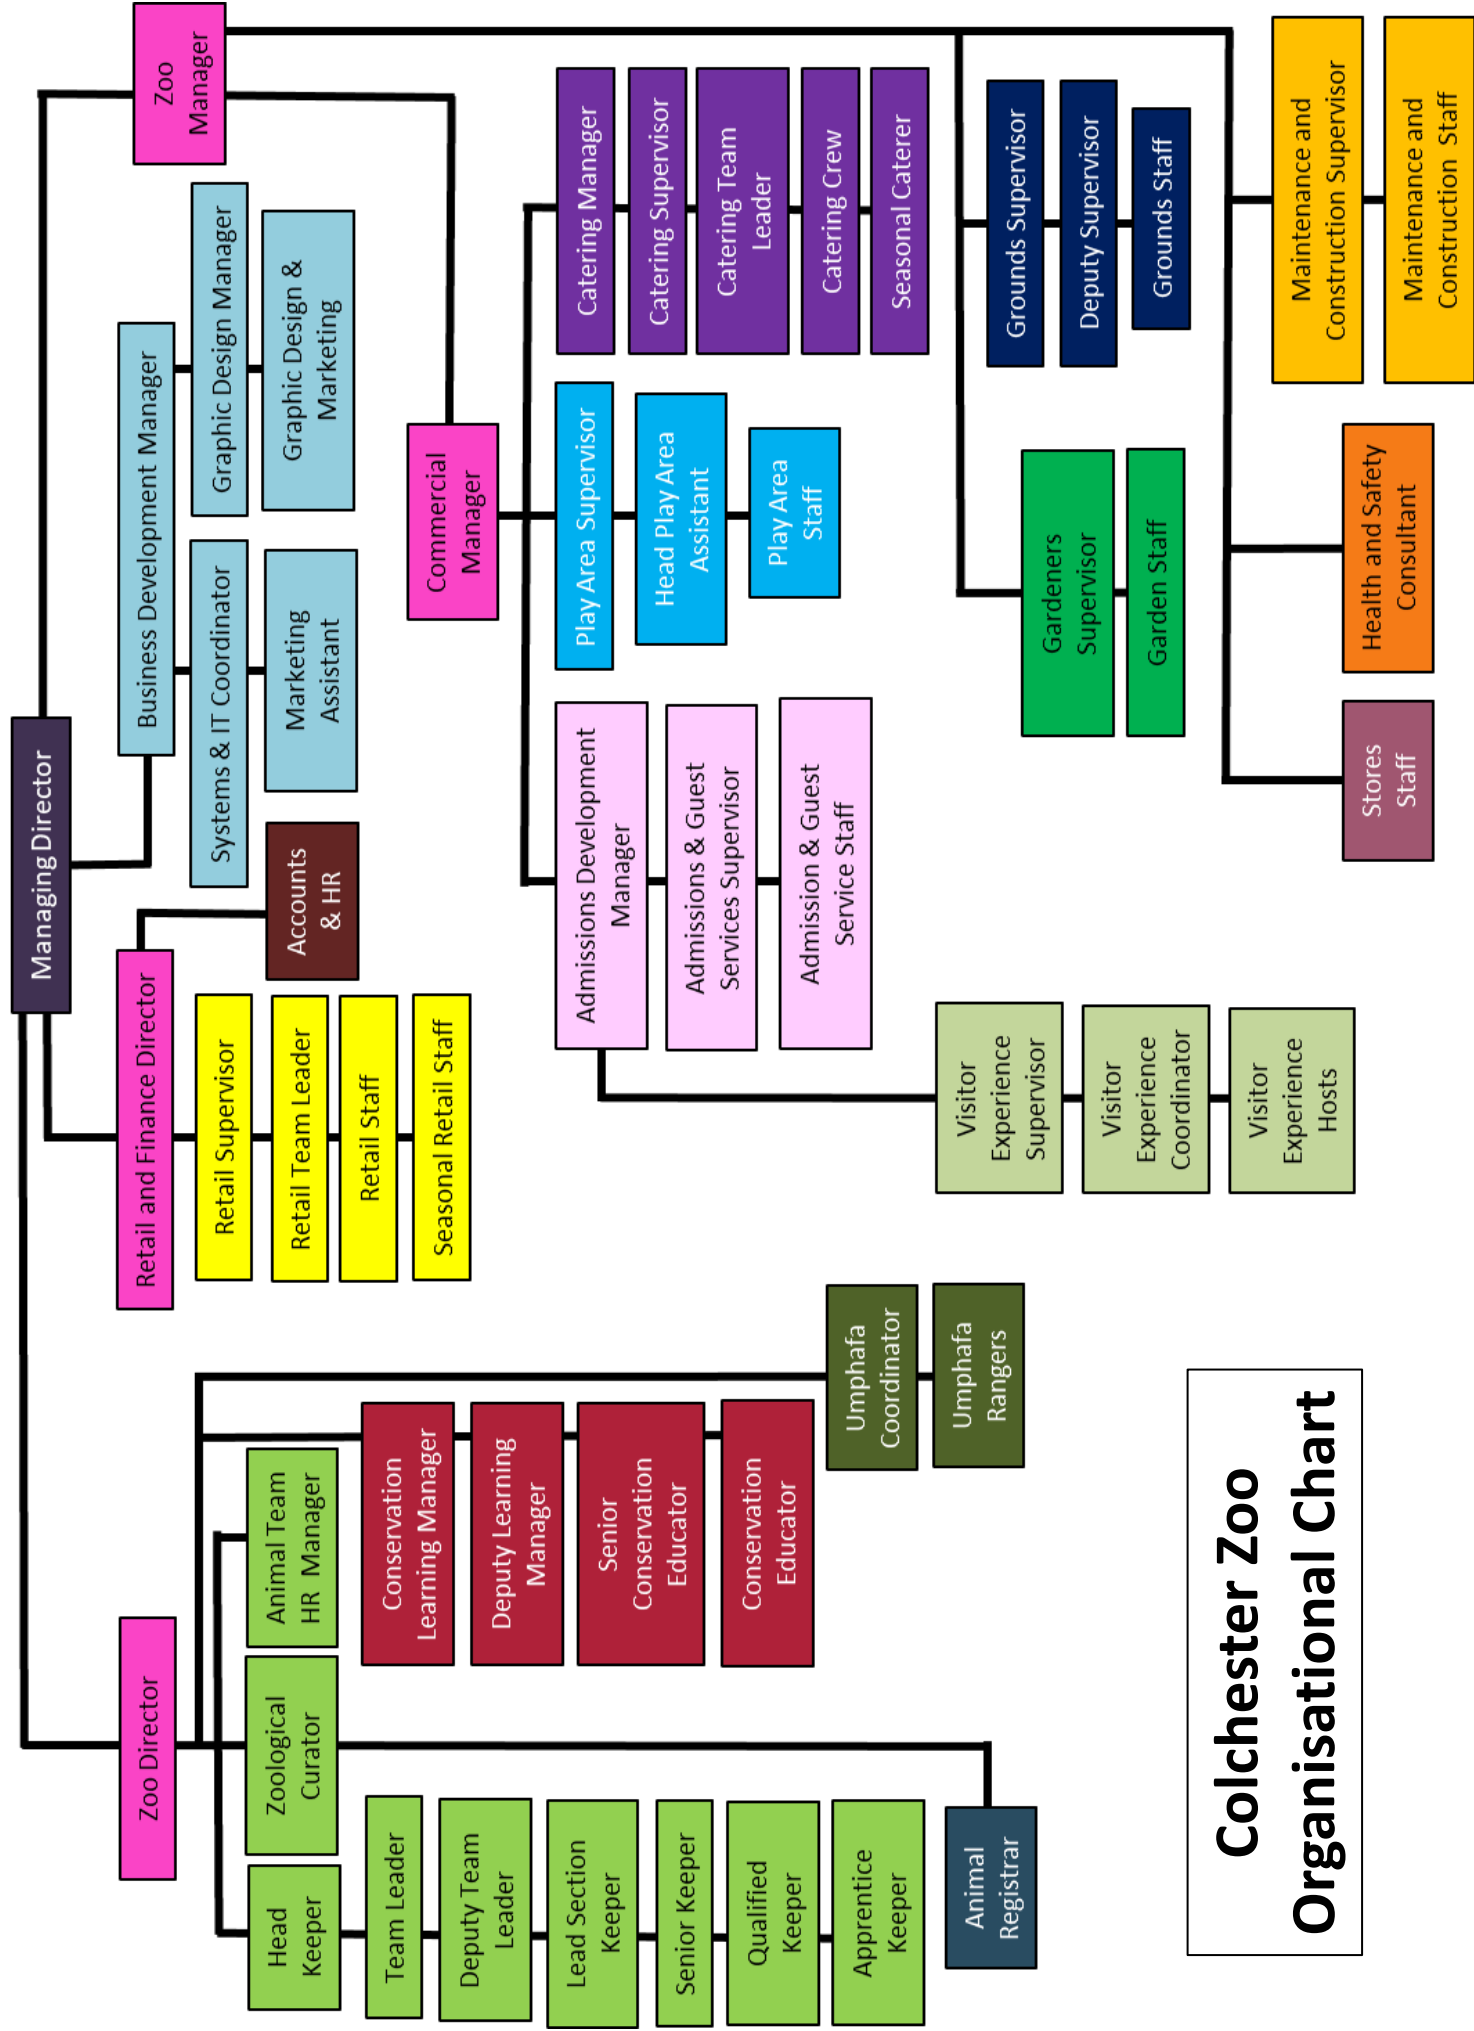 Managing Director
Zoo Director
Retail and Finance Director
Business Development Manager
Zoo
Manager
Head
Keeper
Zoological
Curator
Animal Team
HR Manager
Team Leader
Deputy Team
Leader
Lead Section
Keeper
Senior Keeper
Qualified
Keeper
Apprentice
Keeper
Animal
Registrar
Conservation
Learning Manager
Deputy Learning
Manager
Senior
Conservation
Educator
Conservation
Educator
Umphafa
Coordinator
Umphafa
Rangers
Retail Supervisor
Retail Team Leader
Retail Staff
Seasonal Retail Staff
Accounts
& HR
Systems & IT Coordinator
Marketing
Assistant
Graphic Design Manager
Graphic Design &
Marketing
Commercial
Manager
Admissions Development
Manager
Admissions & Guest
Services Supervisor
Admission & Guest
Service Staff
Visitor
Experience
Supervisor
Visitor
Experience
Coordinator
Visitor
Experience
Hosts
Play Area Supervisor
Head Play Area
Assistant
Play Area
Staff
Catering Manager
Catering Supervisor
Catering Team
Leader
Catering Crew
Seasonal Caterer
Gardeners
Supervisor
Garden Staff
Grounds Supervisor
Deputy Supervisor
Grounds Staff
Stores
Staff
Health and Safety
Consultant
Maintenance and
Construction Supervisor
Maintenance and
Construction Staff
Colchester Zoo
Organisational Chart